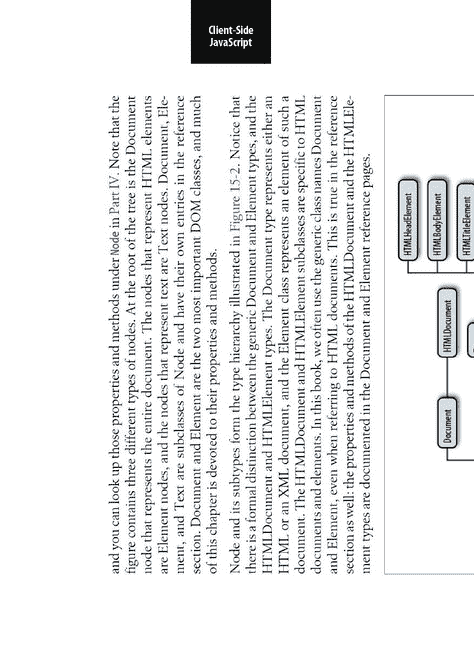 Client-Side
JavaScript
and you can look up those properties and methods under Node in Part IV. Note that the
figure contains three different types of nodes. At the root of the tree is the Document
node that represents the entire document. The nodes that represent HTML elements
are Element nodes, and the nodes that represent text are Text nodes. Document, Ele-
ment, and Text are subclasses of Node and have their own entries in the reference
section. Document and Element are the two most important DOM classes, and much
of this chapter is devoted to their properties and methods.
Node and its subtypes form the type hierarchy illustrated in Figure 15-2. Notice that
there is a formal distinction between the generic Document and Element types, and the
HTMLDocument and HTMLElement types. The Document type represents either an
HTML or an XML document, and the Element class represents an element of such a
document. The HTMLDocument and HTMLElement subclasses are specific to HTML
documents and elements. In this book, we often use the generic class names Document
and Element, even when referring to HTML documents. This is true in the reference
section as well: the properties and methods of the HTMLDocument and the HTMLEle-
ment types are documented in the Document and Element reference pages.
Document
HTMLDocument
HTMLHeadElement
HTMLBodyElement
HTMLTitleElement